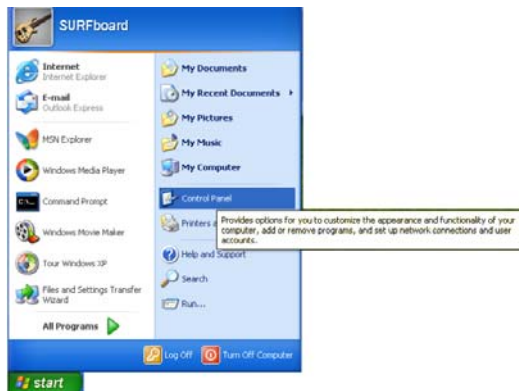 SURFboard
Internet
Internet Explorer
E-mail
Outlook Express
MSN Explorer
Windows Media Player
Command Prompt
Windows Movie Maker
Tour Windows XP
Files and Settings Transfer
Wizard
All Programs
My Documents
My Recent Documents
My Pictures
My Music
My Computer
Control Panel
Printers a
Provides options for you to customize the appearance and functionality of your
computer, add or remove programs, and set up network connections and user
accounts.
Help and Support
Search
Run...
Log Off
Turn Off Computer
start